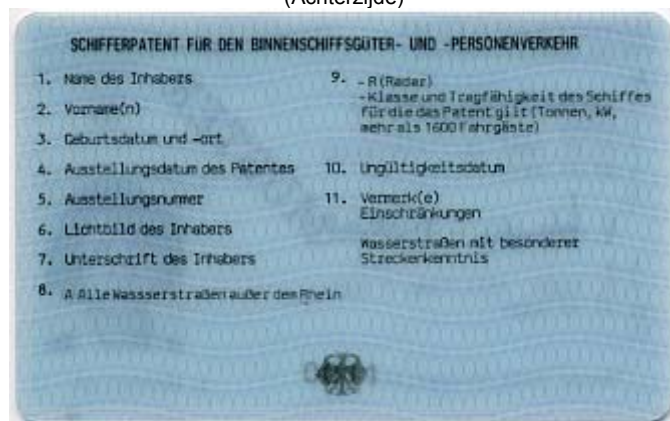 (Achterzijde)
SCHIFFERPATENT FÜR DEN BINNENSCHIFFSGÜTER- UND -PERSONENVERKEHR
1. Name des Inhabers
2. Vorname(n)
3. Geburtsdatum und -ort
4. Ausstellungsdatum des Patentes
5. Ausstellungsnummer
6. Lichtbild des Inhabers
7. Unterschrift des Inhabers
8. A Alle Wassserstraßen außer dem Rhein
9. - R (Radar)
- Klasse und Tragfähigkeit des Schiffes
für die das Patent gilt (Tonnen, kW,
mehr als 1600 Fahrgäste)
10. Ungültigkeitsdatum
11. Vermerk(e)
Einschränkungen
Wasserstraßen mit besonderer
Streckenkenntnis